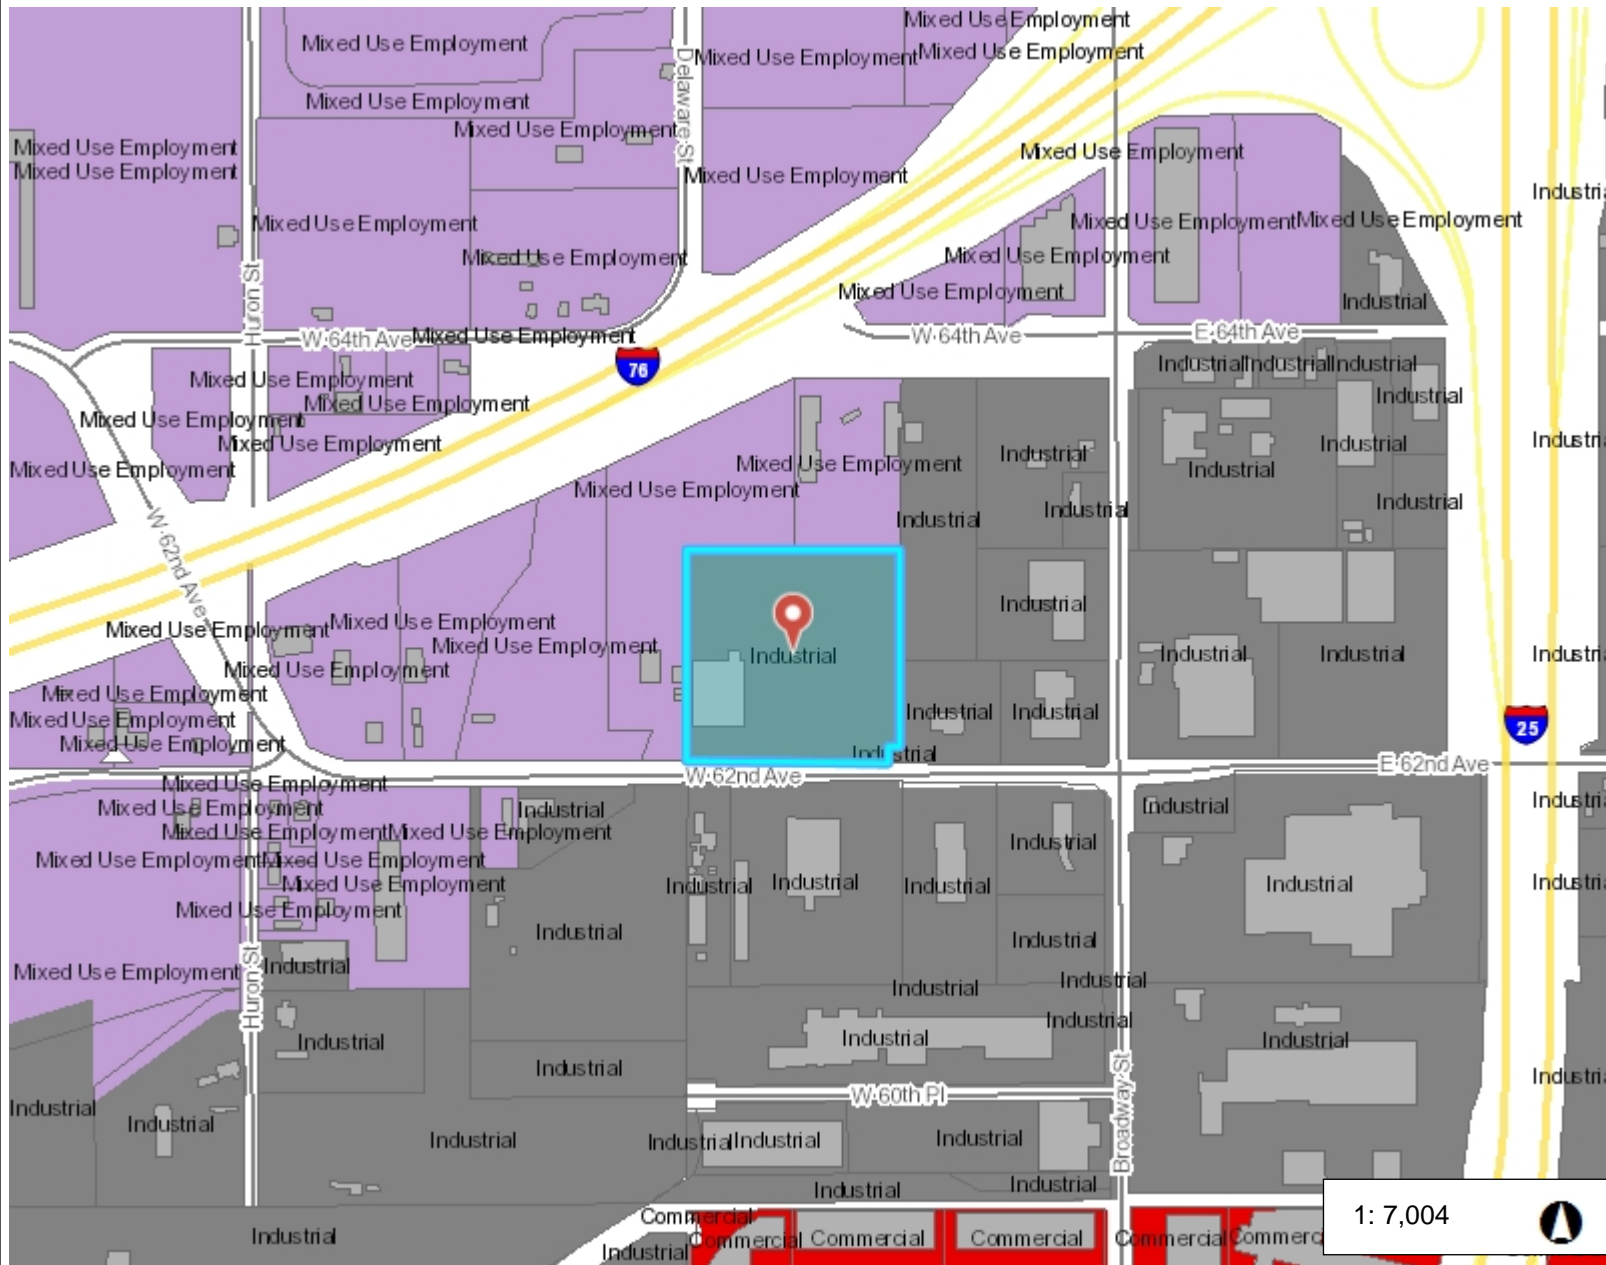 Mixed Use Employment
Mixed Use Employment
Mixed Use Employment
Mixed Use Employment
Delaware St
Mixed Use Employment
Mixed Use Employment
Mixed Use Employment
Mixed Use Employment
Mixed Use Employment
Mixed Use Employment
Mixed Use Employment
Industrial
Mixed Use Employment
Mixed Use Employment
Mixed Use Employment
Mixed Use Employment
Mixed Use Employment
Huron St
Mixed Use Employment
Industrial
W 64th Ave
Mixed Use Employment
W 64th Ave
E 64th Ave
76
Industrial
Industrial
Industrial
Mixed Use Employment
Industrial
Mixed Use Employment
Mixed Use Employment
Mixed Use Employment
Industrial
Industrial
Industrial
Mixed Use Employment
Mixed Use Employment
Industrial
Mixed Use Employment
Industrial
Industrial
Industrial
Industrial
W 62nd Ave
Industrial
Mixed Use Employment
Mixed Use Employment
Mixed Use Employment
Industrial
Industrial
Industrial
Industrial
Mixed Use Employment
Mixed Use Employment
Mixed Use Employment
Industrial
Industrial
25
Mixed Use Employment
Industrial
E 62nd Ave
W 62nd Ave
Mixed Use Employment
Mixed Use Employment
Industrial
Industrial
Industrial
Mixed Use Employment
Mixed Use Employment
Industrial
Mixed Use Employment
Mixed Use Employment
Mixed Use Employment
Industrial
Industrial
Industrial
Industrial
Industrial
Mixed Use Employment
Industrial
Industrial
Industrial
Mixed Use Employment
Industrial
Industrial
Industrial
Huron St
Industrial
Industrial
Industrial
Industrial
Industrial
Industrial
W 60th Pl
Broadway St
Industrial
Industrial
Industrial
Industrial
Industrial
Industrial
Industrial
Industrial
1: 7,004
Commercial
Industrial
Commercial
Commercial
Commercial
Commercial
Commerc
Industrial